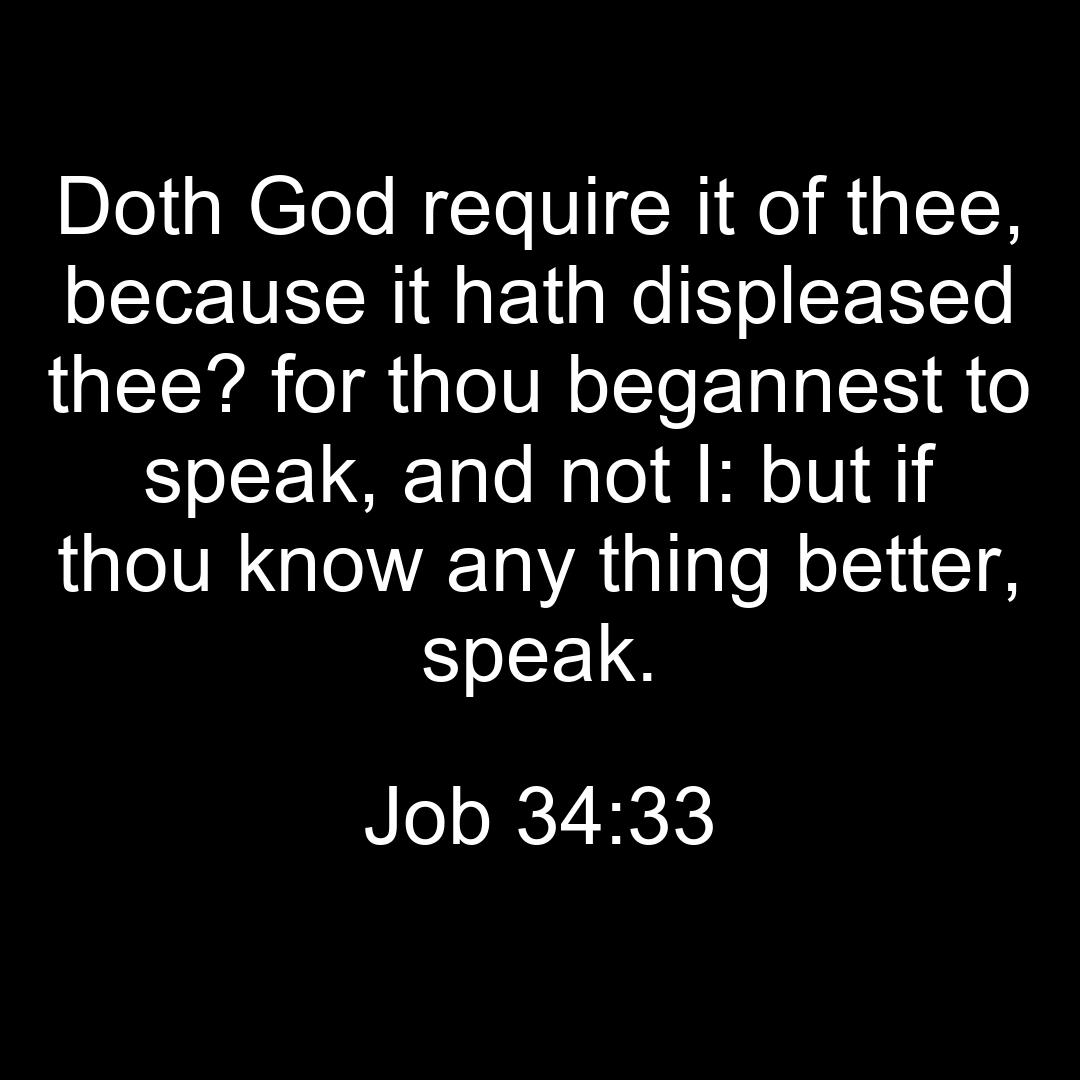 Doth God require it of thee,
because it hath displeased
thee? for thou begannest to
speak, and not I: but if
thou know any thing better,
speak.
Job 34:33